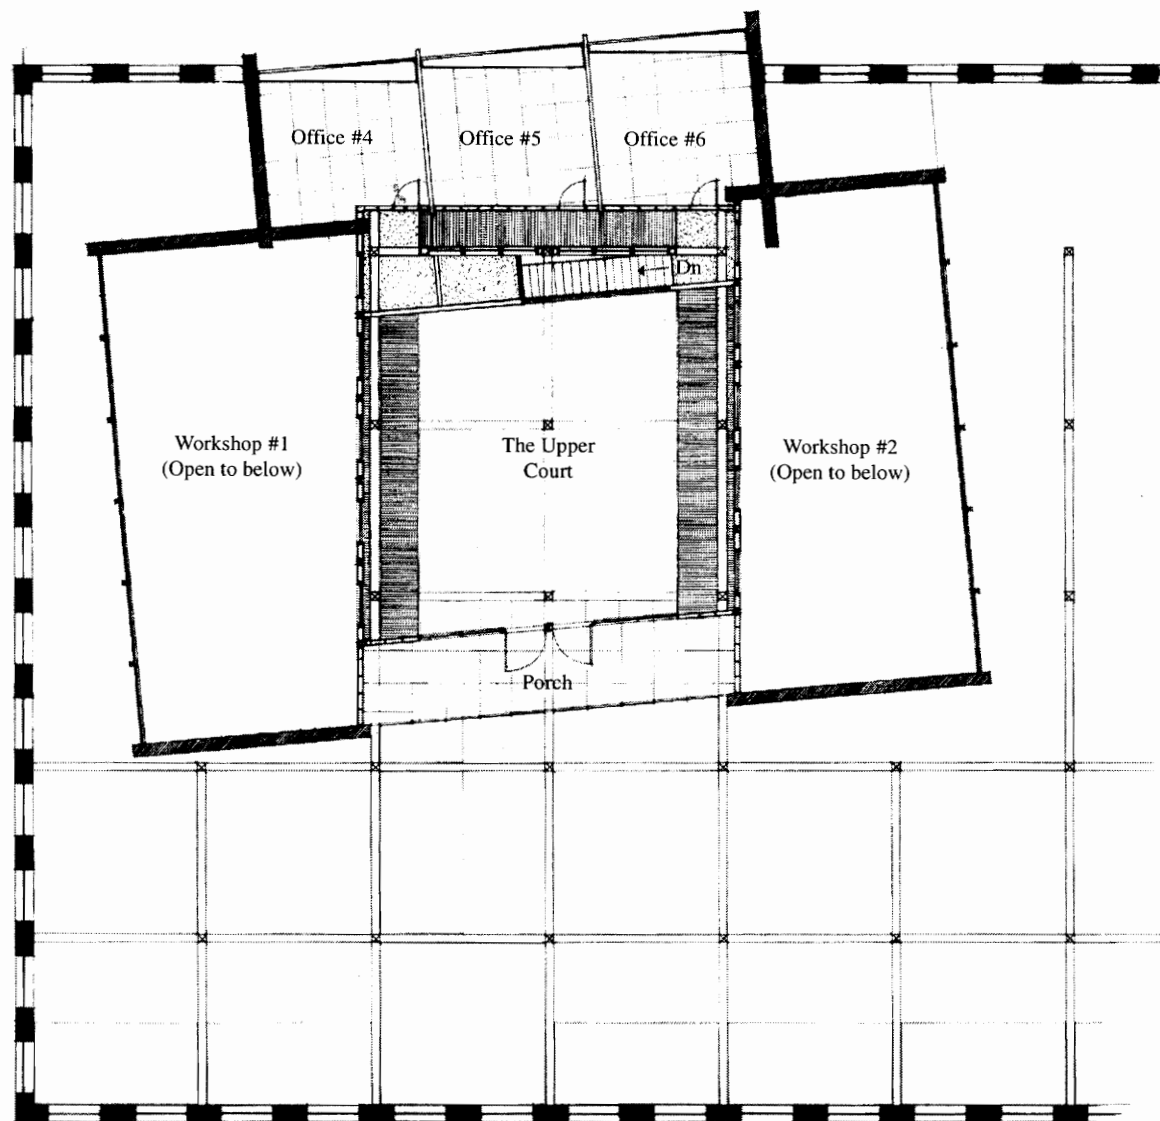 Office #4
Office #5
Office #6
Dn
Workshop #1
(Open to below)
The Upper
Court
Workshop #2
(Open to below)
Porch